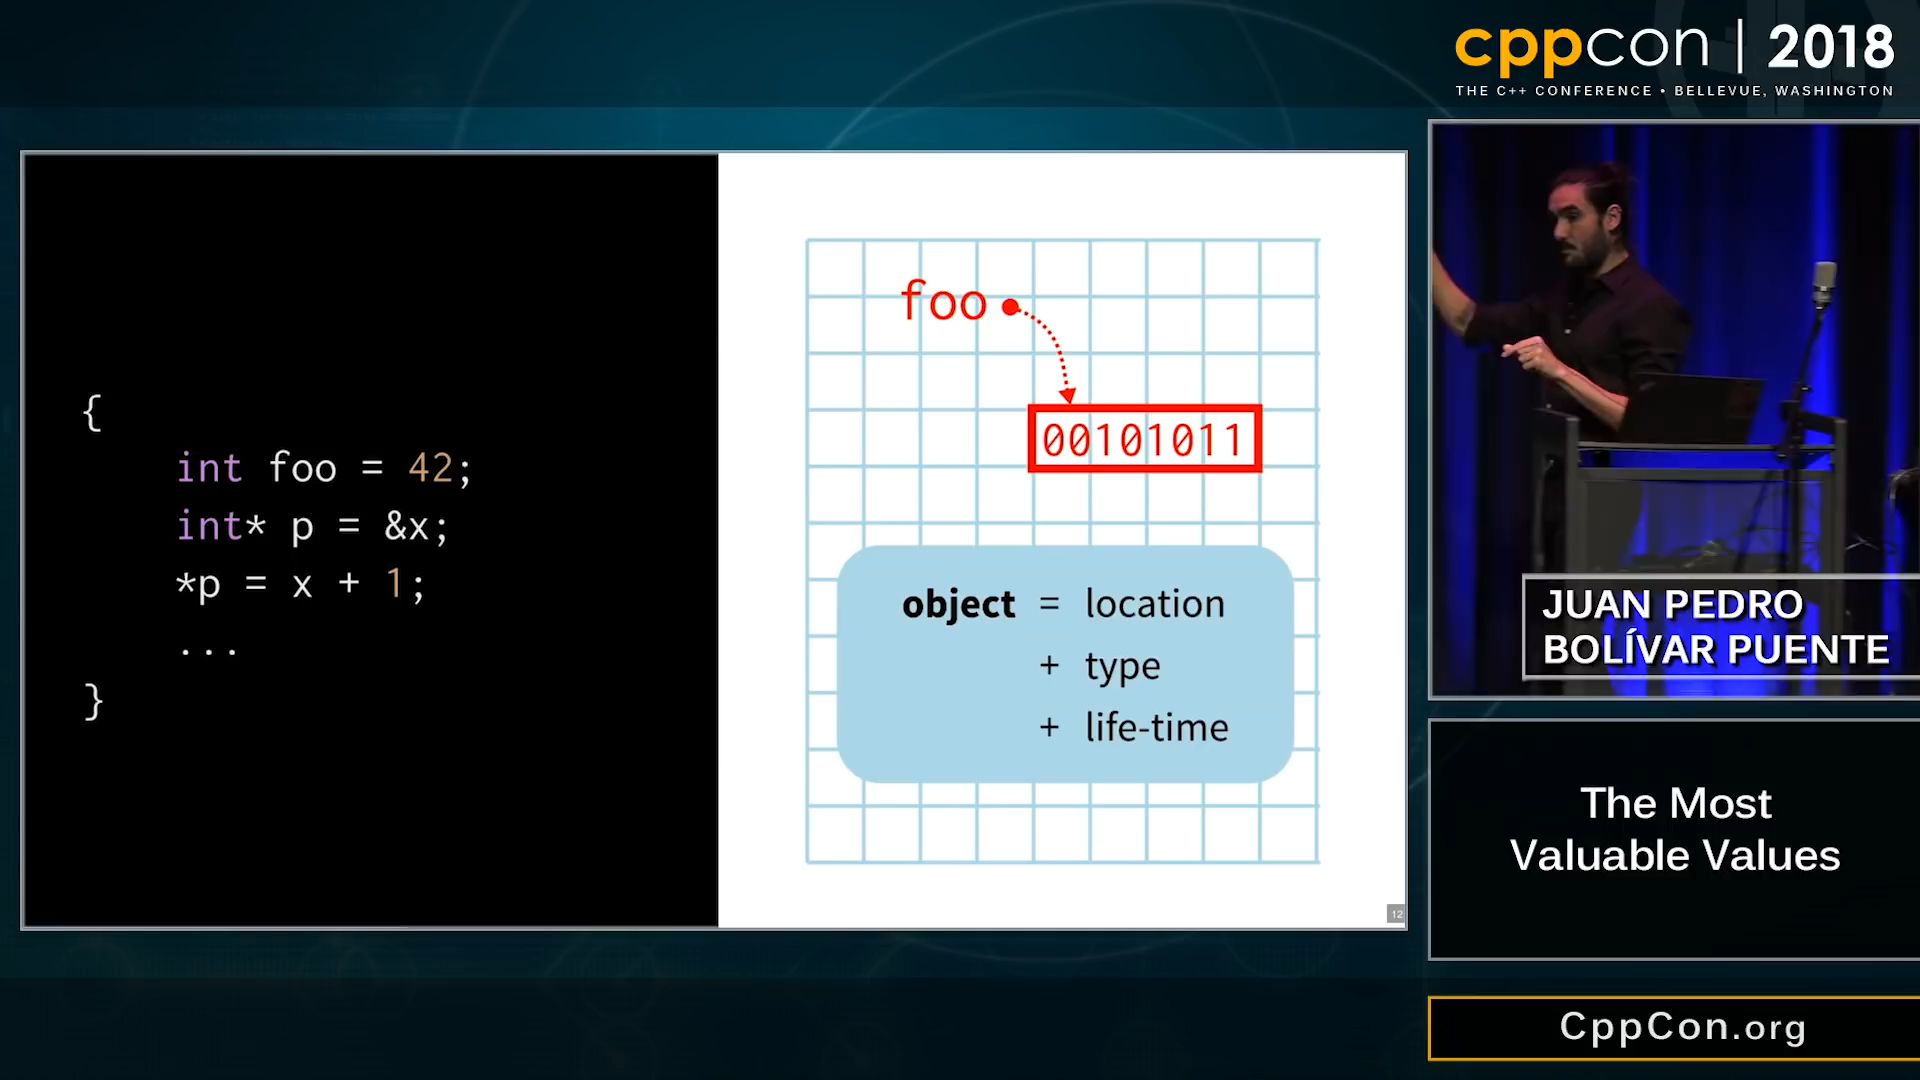 cppcon | 2018
THE C++ CONFERENCE • BELLEVUE, WASHINGTON
{
int foo = 42;
int* p = &x;
*p = x + 1;
...
}
foo
00101011
object = location
+ type
+ life-time
12
JUAN PEDRO
BOLÍVAR PUENTE
The Most
Valuable Values
CppCon.org